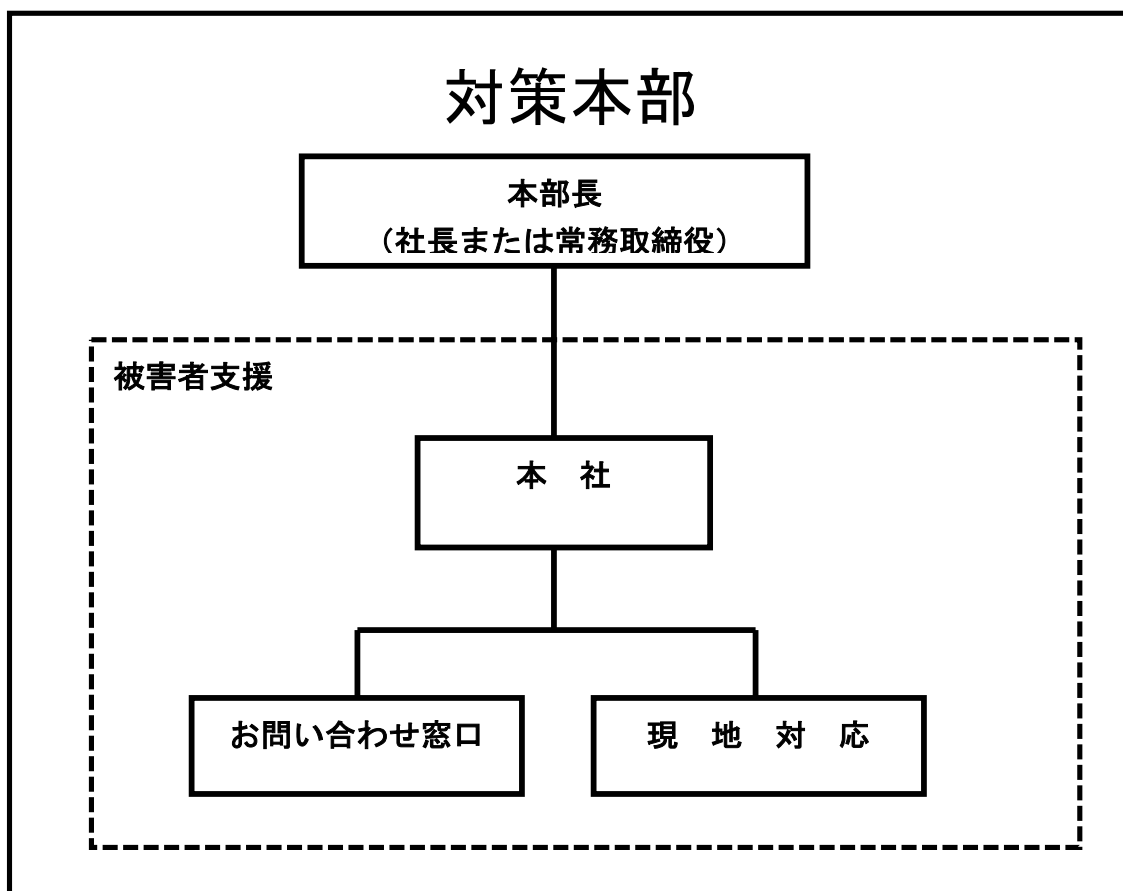 対策本部
本部長
（社長または常務取締役）
被害者支援
本　社
お問い合わせ窓口
現　地　対　応